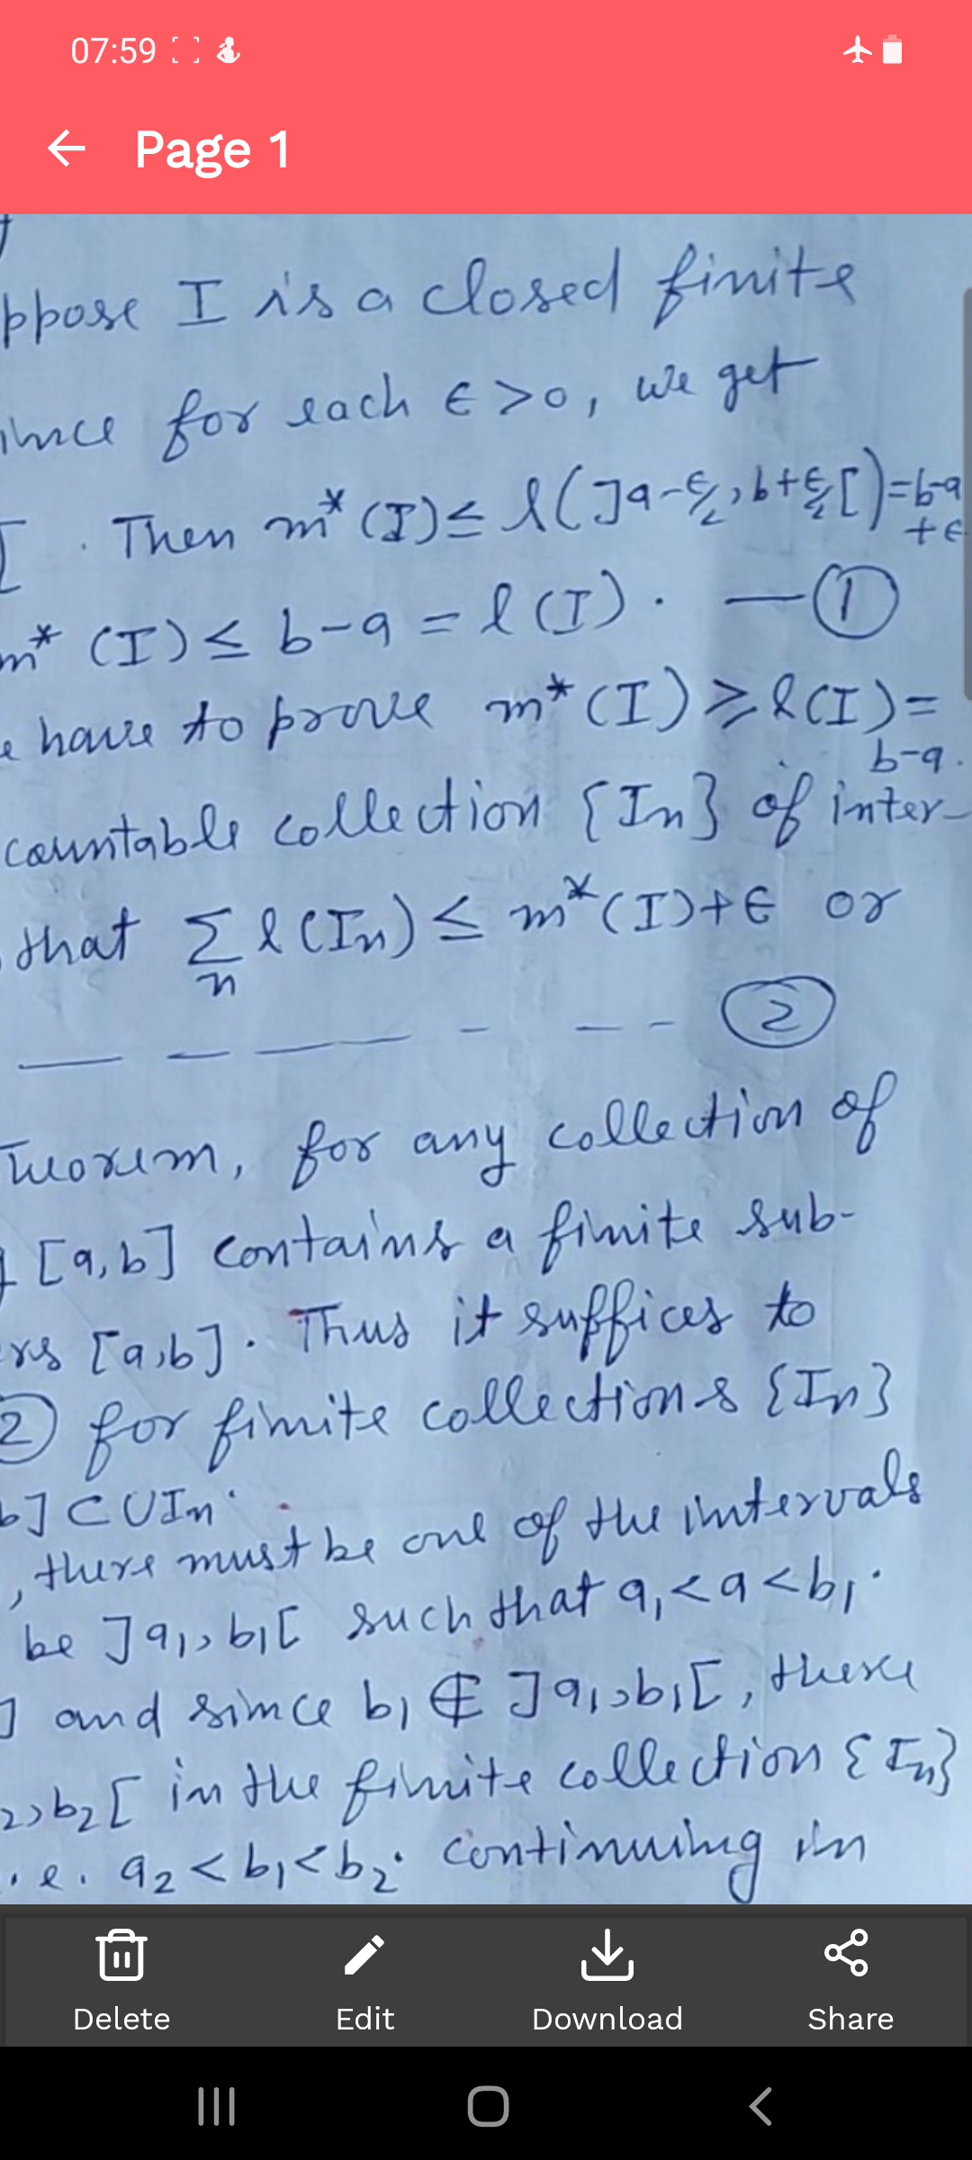 07:59
Page 1
ppose I is a closed finite
ince for each ϵ>0, we get
[ . Then m*(I)≤ l(]a-ϵ/2, b+ϵ/2[)=b-a
+ϵ
m*(I)≤ b-a = l(I). —①
e have to prove m*(I)≥l(I)=
b-a.
countable collection {In} of inter-
that ∑ l(In)≤ m*(I)+ϵ or
n
— — — - - - - ②
Theorem, for any collection of
g [a,b] contains a finite sub-
ers [a,b]. Thus it suffices to
② for finite collections {In}
b] ⊂ ∪In.
, there must be one of the intervals
be ]a1, b1[ such that a1<a<b1.
] and since b1 ∉ ]a1,b1[, there
2,b2[ in the finite collection {In}
i.e. a2<b1<b2. continuing in
Delete
Edit
Download
Share